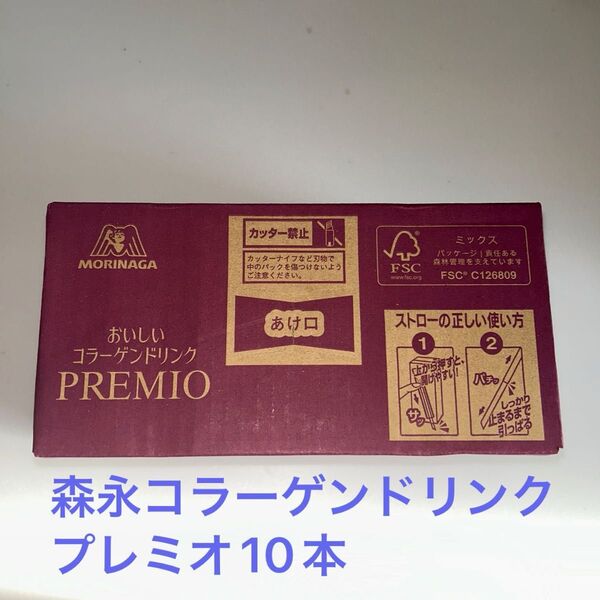 MORINAGA
おいしい
コラーゲンドリンク
PREMIO
カッター禁止
カッターナイフなど刃物で
中のパックを傷つけないよう
ご注意ください。
あけ口
FSC
www.fsc.org
ミックス
パッケージ|責任ある
森林管理を支えています
FSC® C126809
ストローの正しい使い方
1
上から押すと、
開けやすい!
サッ
2
パチッ
しっかり
止まるまで
引っぱる
森永コラーゲンドリンク
プレミオ10本